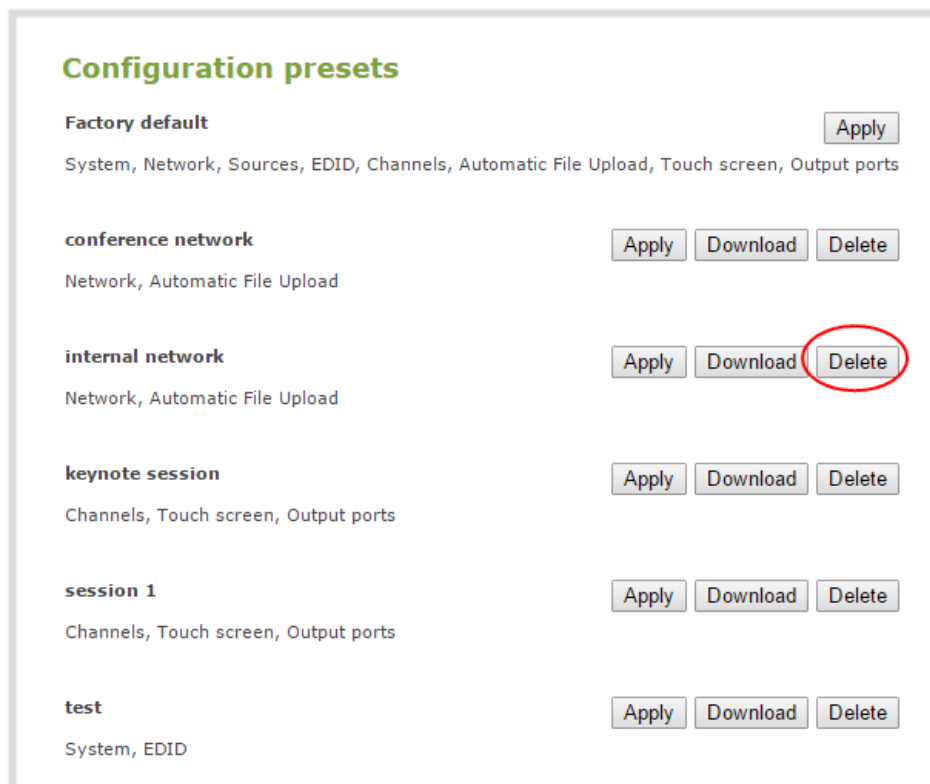 Configuration presets
Factory default
Apply
System, Network, Sources, EDID, Channels, Automatic File Upload, Touch screen, Output ports
conference network
Apply Download Delete
Network, Automatic File Upload
internal network
Apply Download Delete
Network, Automatic File Upload
keynote session
Apply Download Delete
Channels, Touch screen, Output ports
session 1
Apply Download Delete
Channels, Touch screen, Output ports
test
Apply Download Delete
System, EDID